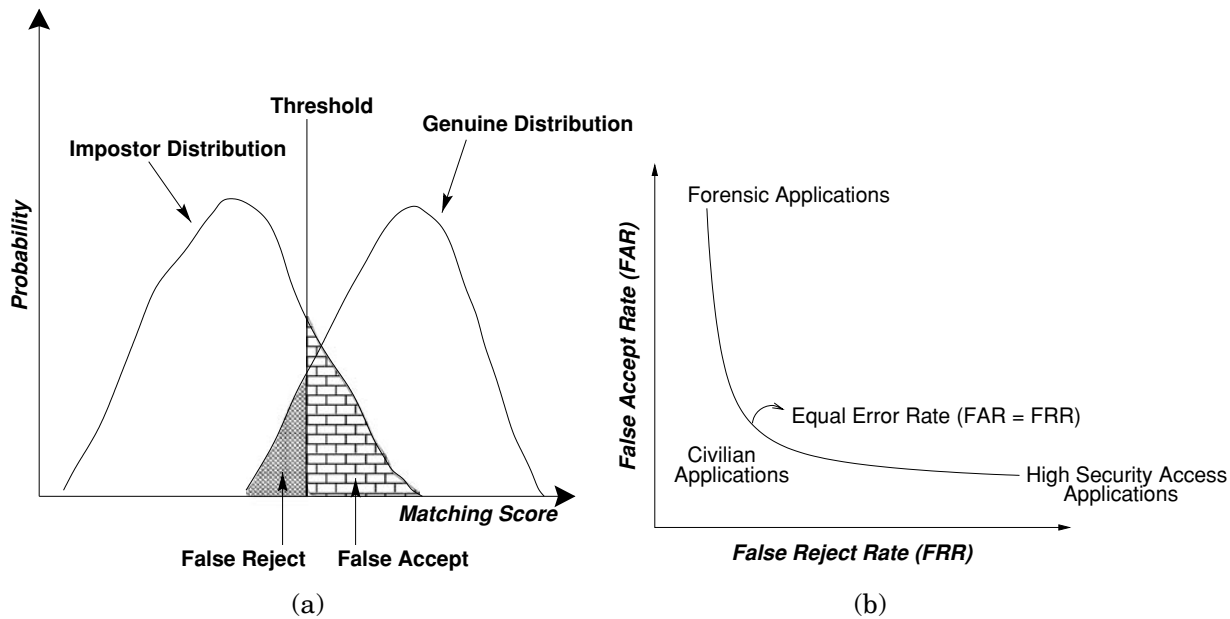 Threshold
Genuine Distribution
Impostor Distribution
Probability
Matching Score
False Reject
False Accept
(a)
Forensic Applications
False Accept Rate (FAR)
Equal Error Rate (FAR = FRR)
Civilian
Applications
High Security Access
Applications
False Reject Rate (FRR)
(b)